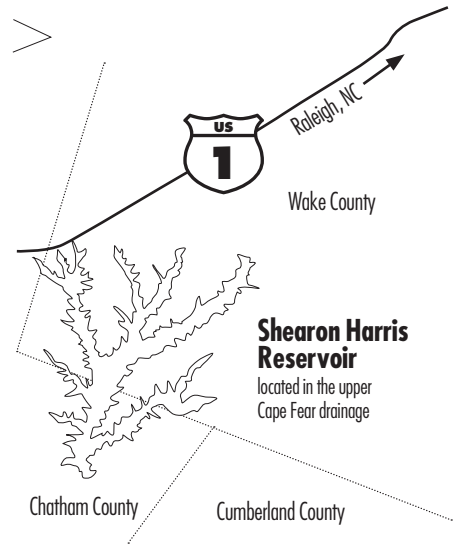 Raleigh, NC
US
1
Wake County
Shearon Harris
Reservoir
located in the upper
Cape Fear drainage
Chatham County
Cumberland County